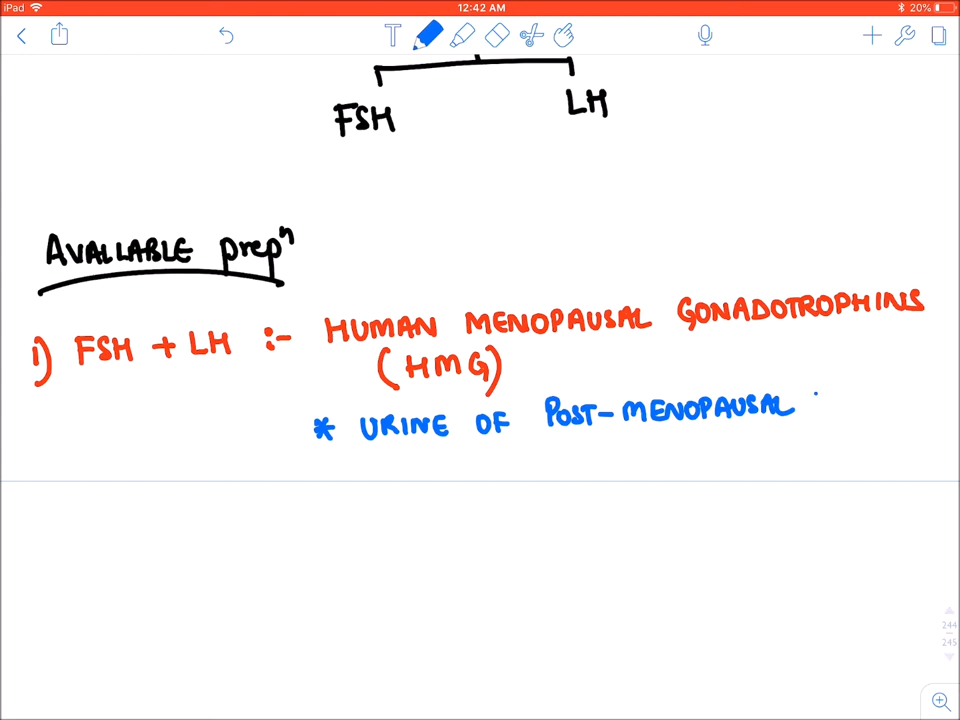 iPad 12:42 AM 20%
T
FSH LH
AVAILABLE prepⁿ
1) FSH + LH :- HUMAN MENOPAUSAL GONADOTROPHINS
(HMG)
* URINE OF POST-MENOPAUSAL
244
245